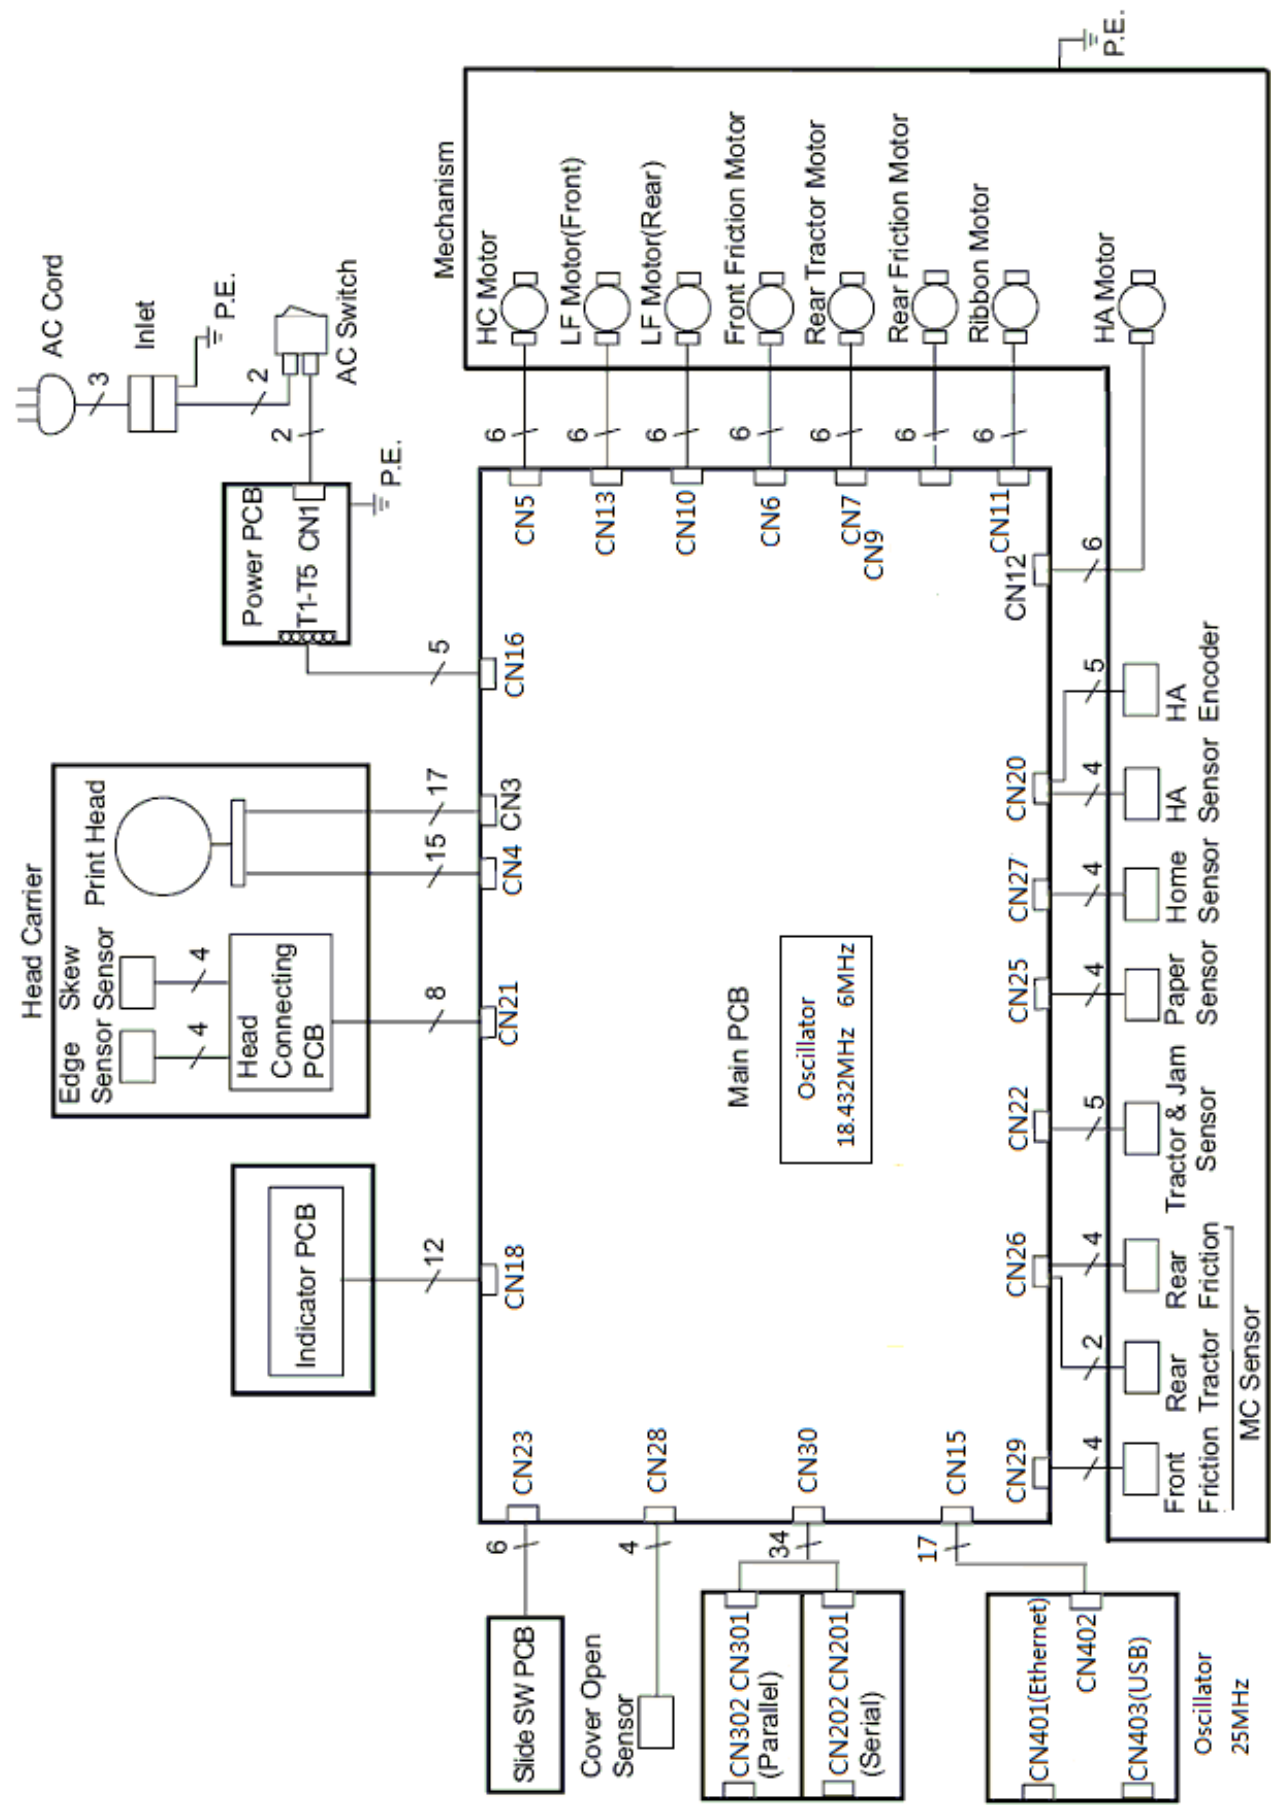 AC Cord
3
Inlet
P.E.
2
AC Switch
2
Power PCB
T1-T5 CN1
P.E.
5
CN16
Head Carrier
Print Head
17
15
CN3
CN4
Edge Skew
Sensor Sensor
4
4
Head
Connecting
PCB
8
CN21
Indicator PCB
12
CN18
Mechanism
P.E.
HC Motor
LF Motor(Front)
LF Motor(Rear)
Front Friction Motor
Rear Tractor Motor
Rear Friction Motor
Ribbon Motor
HA Motor
6
6
6
6
6
6
6
6
CN5
CN13
CN10
CN6
CN7
CN9
CN11
CN12
Main PCB
Oscillator
18.432MHz 6MHz
CN23
CN28
CN30
CN15
6
4
34
17
Slide SW PCB
Cover Open
Sensor
CN302 CN301
(Parallel)
CN202 CN201
(Serial)
CN401(Ethernet)
CN402
CN403(USB)
Oscillator
25MHz
CN29
CN26
CN22
CN25
CN27
CN20
4
2
4
5
4
4
4
5
Front
Friction
Rear
Tractor
Rear
Friction
MC Sensor
Tractor & Jam
Sensor
Paper
Sensor
Home
Sensor
HA
Sensor
HA
Encoder